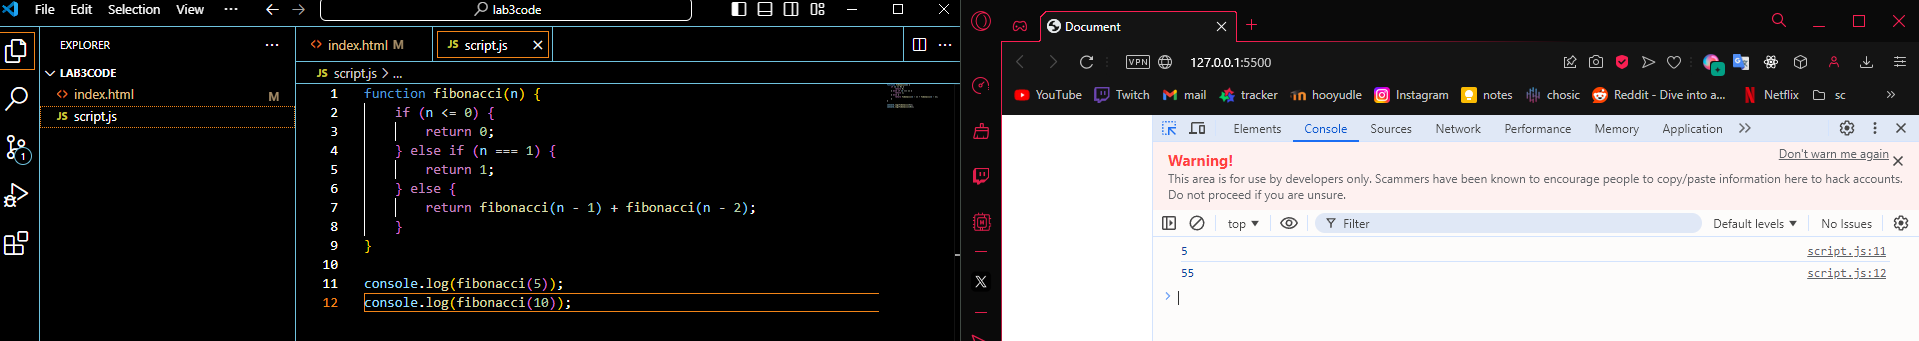 File Edit Selection View ··· lab3code
EXPLORER ···
LAB3CODE
index.html M
JS script.js
1
index.html M JS script.js
JS script.js > ...
1 function fibonacci(n) {
2 if (n <= 0) {
3 return 0;
4 } else if (n === 1) {
5 return 1;
6 } else {
7 return fibonacci(n - 1) + fibonacci(n - 2);
8 }
9 }
10
11 console.log(fibonacci(5));
12 console.log(fibonacci(10));
Document
VPN 127.0.0.1:5500
YouTube Twitch mail tracker hooyudle Instagram notes chosic Reddit - Dive into a... Netflix sc »
Elements Console Sources Network Performance Memory Application
Warning! Don't warn me again
This area is for use by developers only. Scammers have been known to encourage people to copy/paste information here to hack accounts.
Do not proceed if you are unsure.
top Filter Default levels No Issues
5 script.js:11
55 script.js:12
>